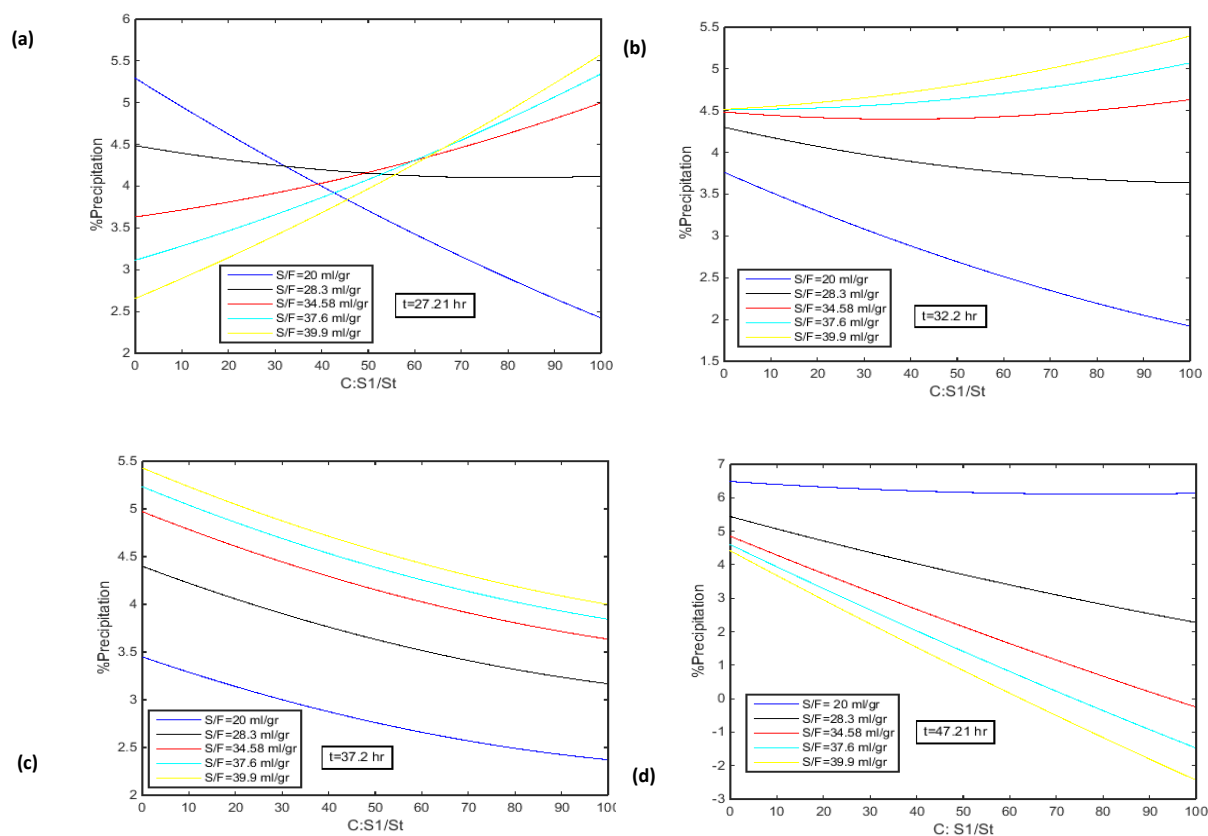 (a)
6
5.5
5
4.5
4
3.5
3
2.5
2
%Precipitation
S/F=20 ml/gr
S/F=28.3 ml/gr
S/F=34.58 ml/gr
S/F=37.6 ml/gr
S/F=39.9 ml/gr
t=27.21 hr
0 10 20 30 40 50 60 70 80 90 100
C:S1/St
(b)
5.5
5
4.5
4
3.5
3
2.5
2
1.5
%Precipitation
S/F=20 ml/gr
S/F=28.3 ml/gr
S/F=34.58 ml/gr
S/F=37.6 ml/gr
S/F=39.9 ml/gr
t=32.2 hr
0 10 20 30 40 50 60 70 80 90 100
C:S1/St
5.5
5
4.5
4
3.5
3
2.5
2
%Precipitation
S/F=20 ml/gr
S/F=28.3 ml/gr
S/F=34.58 ml/gr
S/F=37.6 ml/gr
S/F=39.9 ml/gr
t=37.2 hr
(c)
0 10 20 30 40 50 60 70 80 90 100
C:S1/St
7
6
5
4
3
2
1
0
-1
-2
-3
%Precipitation
S/F= 20 ml/gr
S/F=28.3 ml/gr
S/F=34.58 ml/gr
S/F=37.6 ml/gr
S/F=39.9 ml/gr
t=47.21 hr
(d)
0 10 20 30 40 50 60 70 80 90 100
C: S1/St